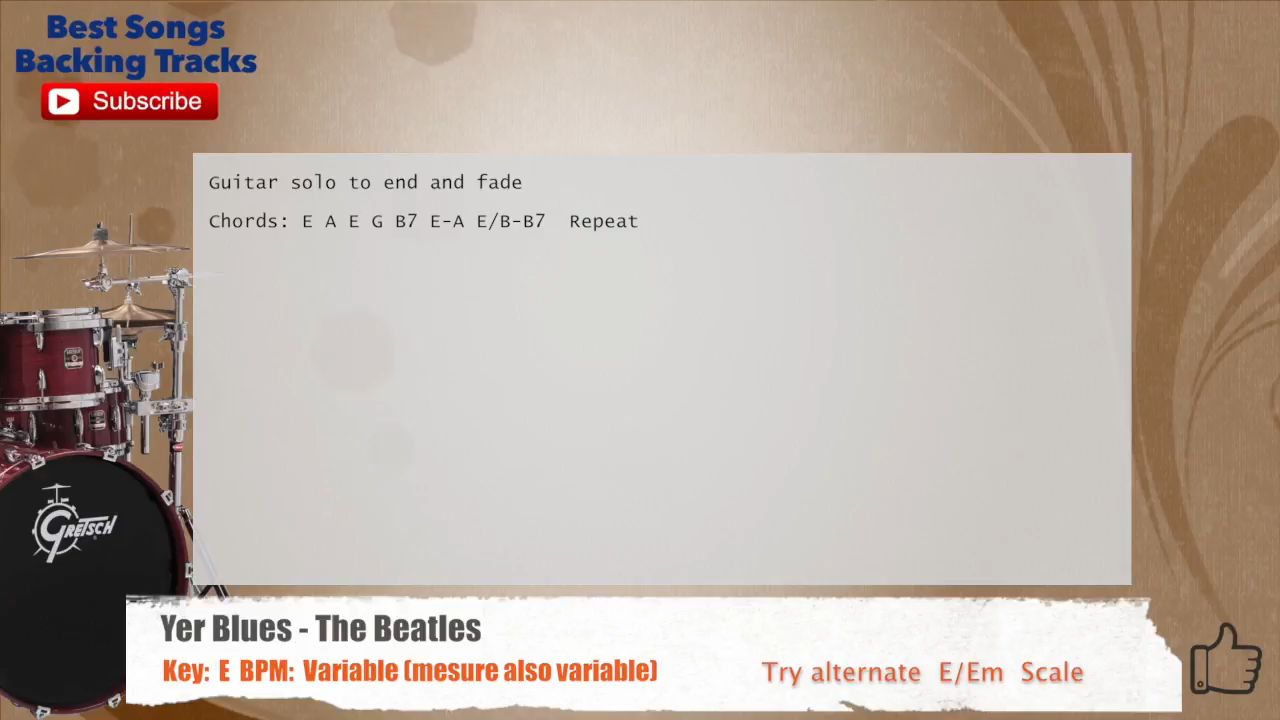 Best Songs
Backing Tracks
Subscribe
Guitar solo to end and fade
Chords: E A E G B7 E-A E/B-B7 Repeat
GRETSCH
Yer Blues - The Beatles
Key: E BPM: Variable (mesure also variable)
Try alternate E/Em Scale